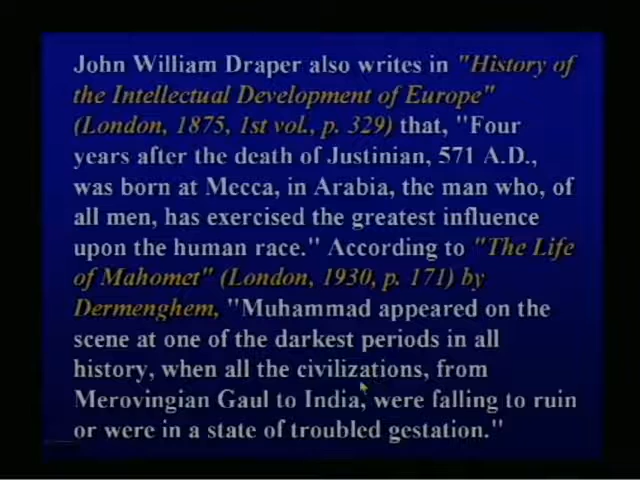 John William Draper also writes in "History of
the Intellectual Development of Europe"
(London, 1875, 1st vol., p. 329) that, "Four
years after the death of Justinian, 571 A.D.,
was born at Mecca, in Arabia, the man who, of
all men, has exercised the greatest influence
upon the human race." According to "The Life
of Mahomet" (London, 1930, p. 171) by
Dermenghem, "Muhammad appeared on the
scene at one of the darkest periods in all
history, when all the civilizations, from
Merovingian Gaul to India, were falling to ruin
or were in a state of troubled gestation."